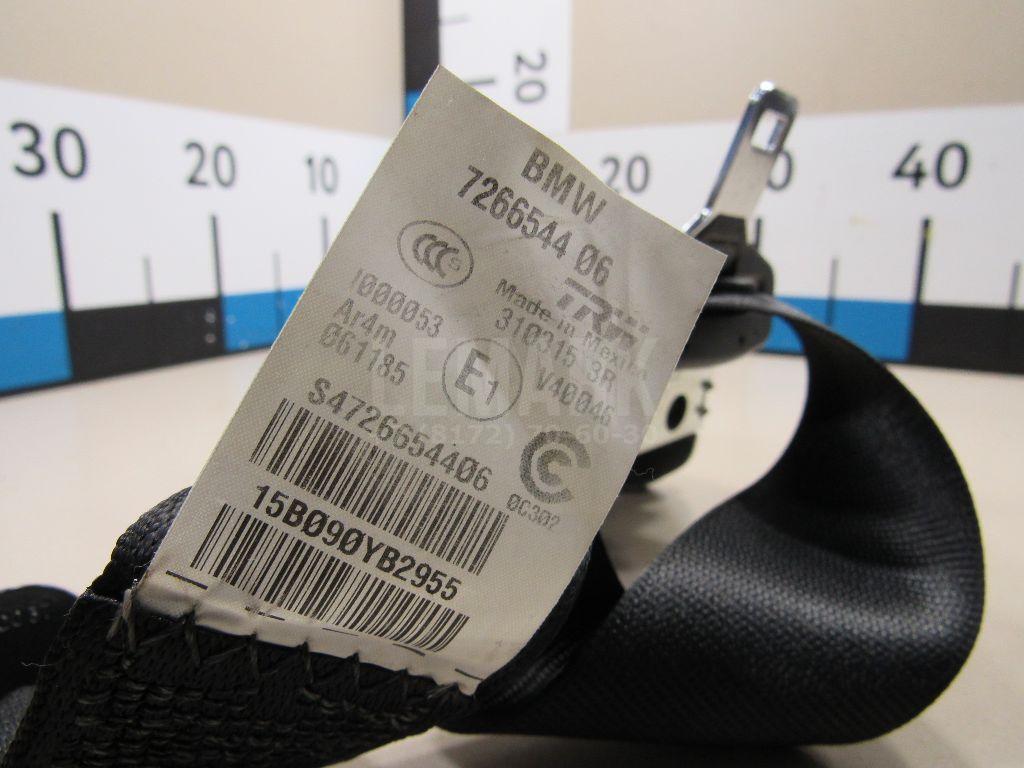 BMW
7266544 06
CCC S
TRW
Made in Mexico
310315 3R
I000053
Ar4m
061185
E1
V40046
S4726654406
0C302
15B090YB2955
30
20
10
20
20
40